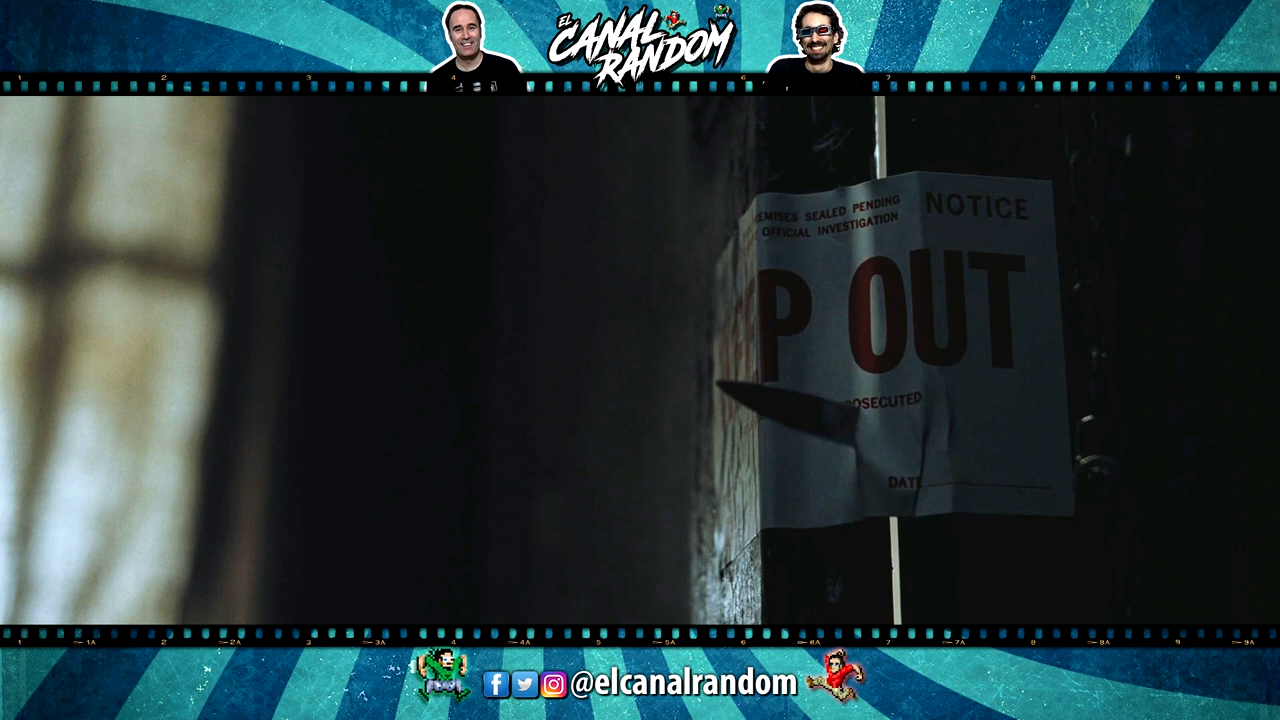 EL
CANAL
RANDOM
EMISES SEALED PENDING
OFFICIAL INVESTIGATION
NOTICE
P OUT
OSECUTED
DATE
@elcanalrandom